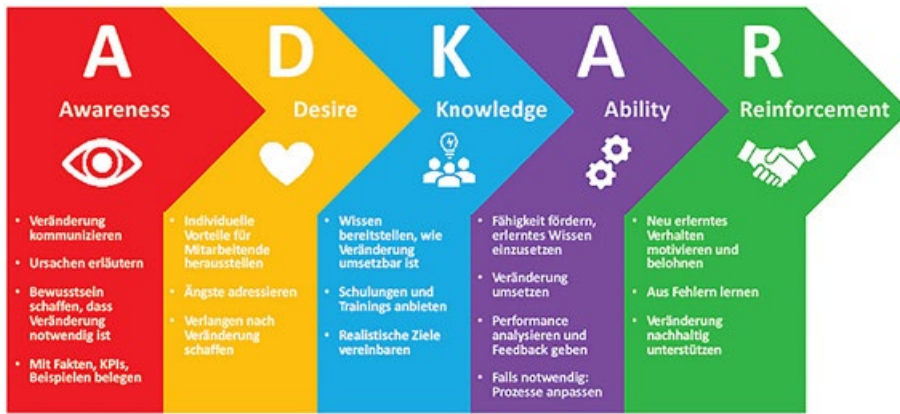 A
Awareness
• Veränderung
kommunizieren
• Ursachen erläutern
• Bewusstsein
schaffen, dass
Veränderung
notwendig ist
• Mit Fakten, KPIs,
Beispielen belegen
D
Desire
• Individuelle
Vorteile für
Mitarbeitende
herausstellen
• Ängste adressieren
• Verlangen nach
Veränderung
schaffen
K
Knowledge
• Wissen
bereitstellen, wie
Veränderung
umsetzbar ist
• Schulungen und
Trainings anbieten
• Realistische Ziele
vereinbaren
A
Ability
• Fähigkeit fördern,
erlerntes Wissen
einzusetzen
• Veränderung
umsetzen
• Performance
analysieren und
Feedback geben
• Falls notwendig:
Prozesse anpassen
R
Reinforcement
• Neu erlerntes
Verhalten
motivieren und
belohnen
• Aus Fehlern lernen
• Veränderung
nachhaltig
unterstützen